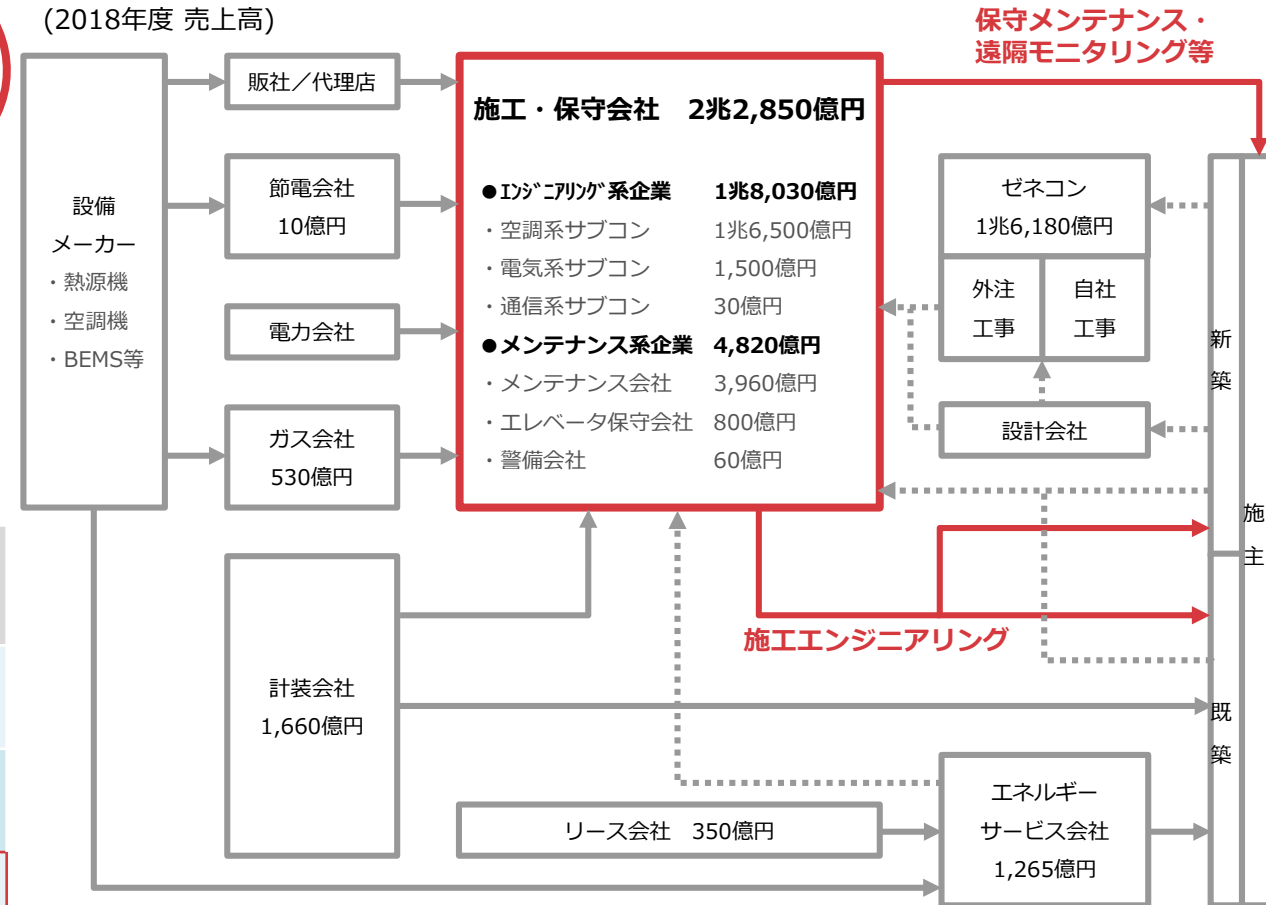 (2018年度 売上高)
保守メンテナンス・
遠隔モニタリング等
設備
メーカー
・熱源機
・空調機
・BEMS等
販社／代理店
節電会社
10億円
電力会社
ガス会社
530億円
計装会社
1,660億円
施工・保守会社　2兆2,850億円
●ｴﾝｼﾞﾆｱﾘﾝｸﾞ系企業　1兆8,030億円
・空調系サブコン　1兆6,500億円
・電気系サブコン　1,500億円
・通信系サブコン　30億円
●メンテナンス系企業　4,820億円
・メンテナンス会社　3,960億円
・エレベータ保守会社　800億円
・警備会社　60億円
施工エンジニアリング
リース会社　350億円
ゼネコン
1兆6,180億円
外注
工事
自社
工事
設計会社
エネルギー
サービス会社
1,265億円
新
築
既
築
施
主